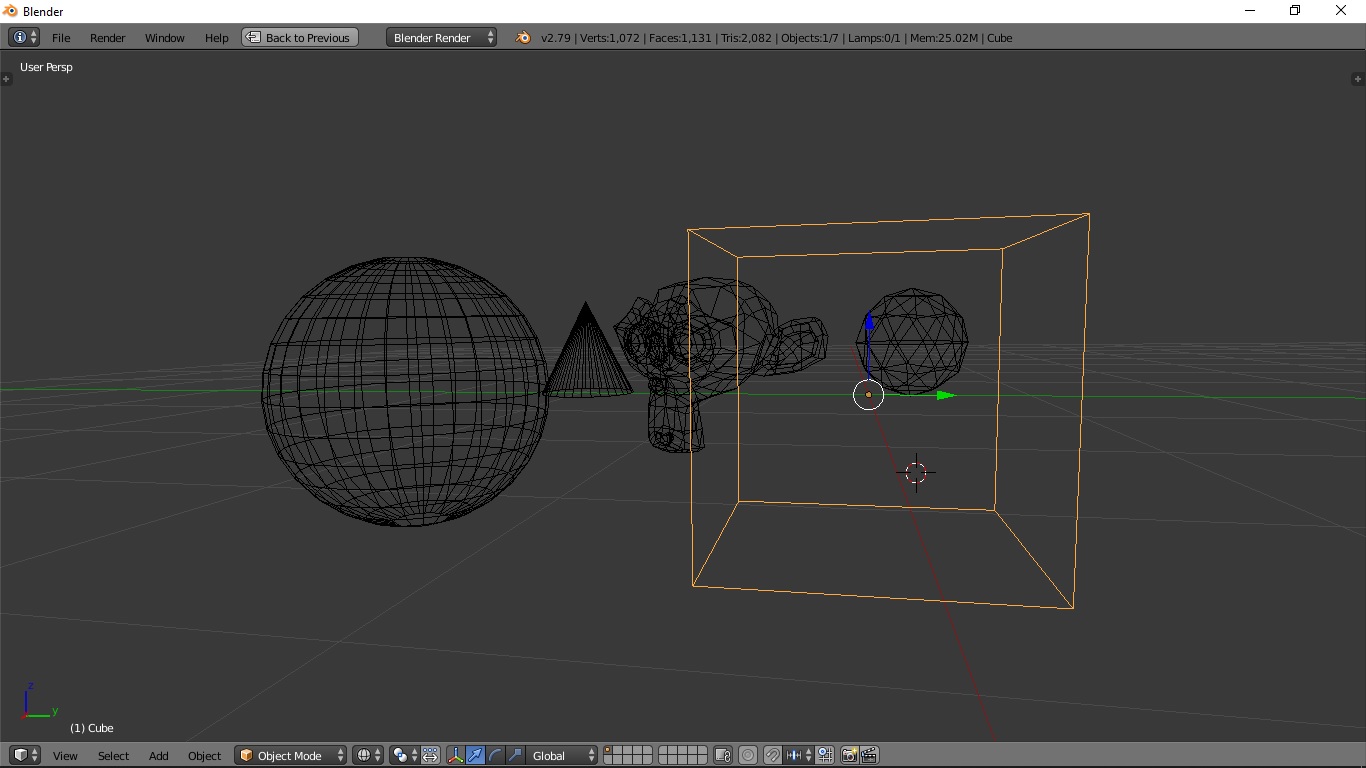 Blender
File Render Window Help Back to Previous Blender Render v2.79 | Verts:1,072 | Faces:1,131 | Tris:2,082 | Objects:1/7 | Lamps:0/1 | Mem:25.02M | Cube
User Persp
z
y
(1) Cube
View Select Add Object Object Mode Global